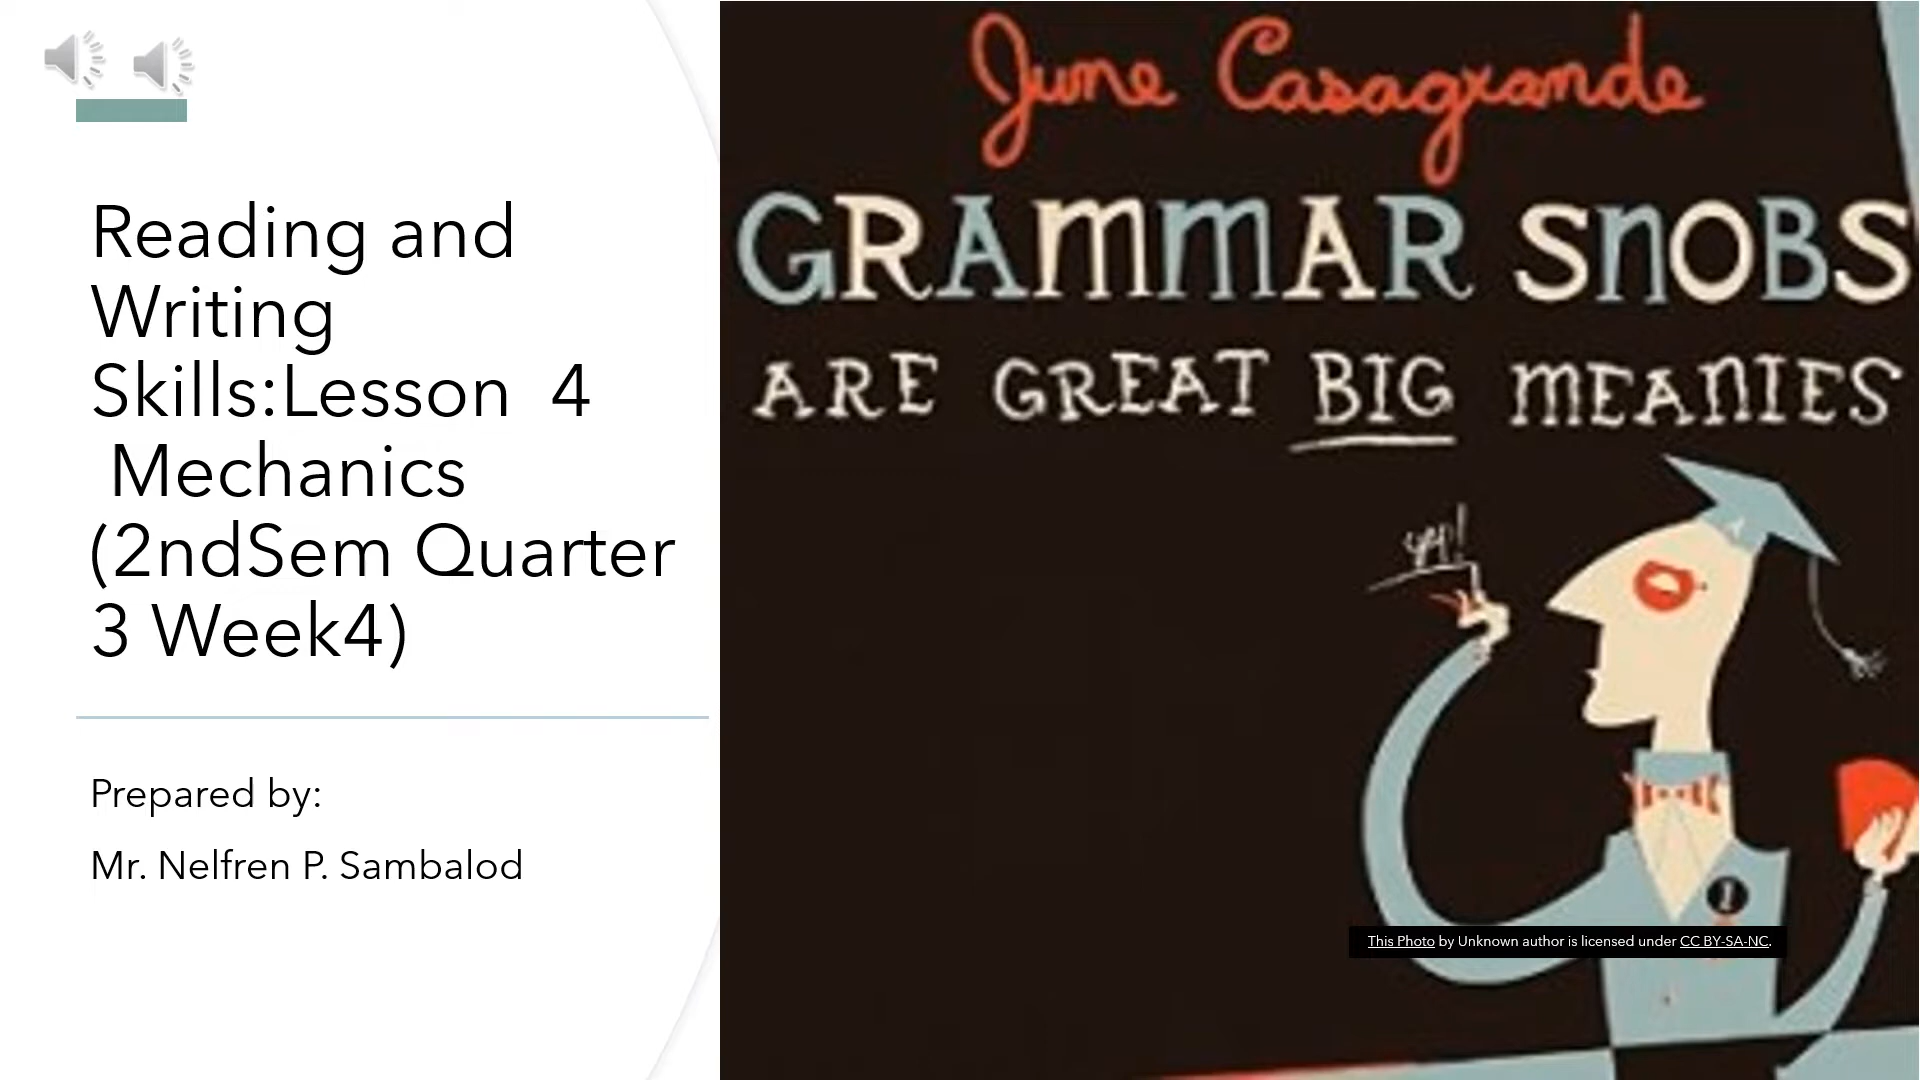 Reading and
Writing
Skills:Lesson 4
Mechanics
(2ndSem Quarter
3 Week4)
Prepared by:
Mr. Nelfren P. Sambalod
June Casagrande
GRAMMAR SNOBS
ARE GREAT BIG MEANIES
This Photo by Unknown author is licensed under CC BY-SA-NC.